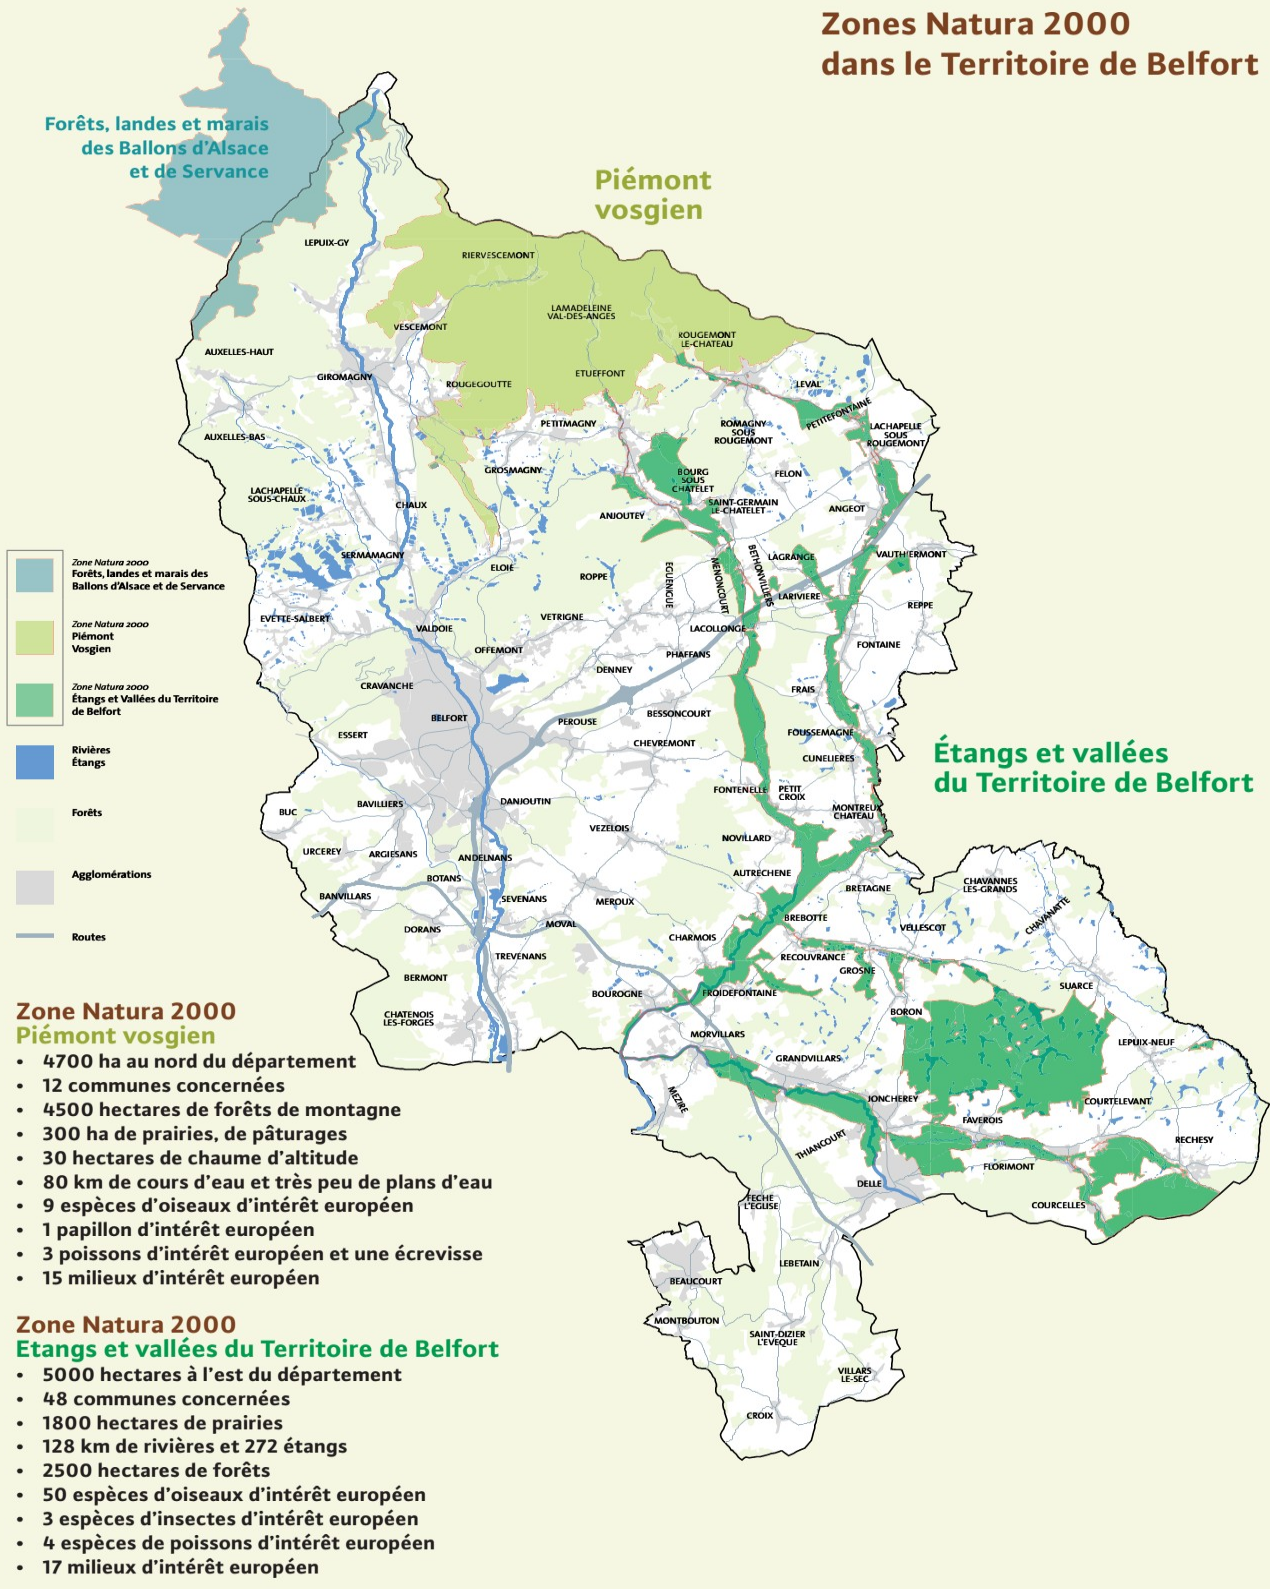 Zones Natura 2000
dans le Territoire de Belfort
Forêts, landes et marais
des Ballons d'Alsace
et de Servance
Piémont
vosgien
LEPUIX-GY
RIERVESCEMONT
LAMADELEINE
VAL-DES-ANGES
VESCEMONT
ROUGEMONT
LE-CHATEAU
AUXELLES-HAUT
GIROMAGNY
ROUGEGOUTTE
ETUEFFONT
LEVAL
PETITEFONTAINE
AUXELLES-BAS
PETITMAGNY
ROMAGNY
SOUS
ROUGEMONT
LACHAPELLE
SOUS
ROUGEMONT
GROSMAGNY
BOURG
SOUS
CHATELET
FELON
LACHAPELLE
SOUS-CHAUX
CHAUX
ANJOUTEY
SAINT-GERMAIN
LE-CHATELET
ANGEOT
SERMAMAGNY
ELOIE
ROPPE
EGUENIGUE
MENONCOURT
BETHONVILLIERS
LAGRANGE
VAUTHIERMONT
LARIVIERE
REPPE
EVETTE-SALBERT
VALDOIE
VETRIGNE
LACOLLONGE
FONTAINE
OFFEMONT
PHAFFANS
DENNEY
CRAVANCHE
FRAIS
BELFORT
PEROUSE
BESSONCOURT
ESSERT
CHEVREMONT
FOUSSEMAGNE
CUNELIERES
FONTENELLE
PETIT
CROIX
BUC
BAVILLIERS
DANJOUTIN
MONTREUX
CHATEAU
VEZELOIS
NOVILLARD
URCEREY
ARGIESANS
ANDELNANS
AUTRECHENE
BOTANS
BRETAGNE
CHAVANNES
LES-GRANDS
BANVILLARS
SEVENANS
MEROUX
CHAVANATTE
DORANS
MOVAL
BREBOTTE
VELLESCOT
CHARMOIS
TREVENANS
RECOUVRANCE
GROSNE
BERMONT
BOUROGNE
FROIDEFONTAINE
SUARCE
CHATENOIS
LES-FORGES
BORON
MORVILLARS
LEPUIX-NEUF
GRANDVILLARS
MEZIRE
JONCHEREY
COURTELEVANT
FAVEROIS
THIANCOURT
RECHESY
FLORIMONT
DELLE
FECHE
L'EGLISE
COURCELLES
LEBETAIN
BEAUCOURT
MONTBOUTON
SAINT-DIZIER
L'EVEQUE
VILLARS
LE-SEC
CROIX
Étangs et vallées
du Territoire de Belfort
Zone Natura 2000
Forêts, landes et marais des
Ballons d'Alsace et de Servance
Zone Natura 2000
Piémont
Vosgien
Zone Natura 2000
Étangs et Vallées du Territoire
de Belfort
Rivières
Étangs
Forêts
Agglomérations
Routes
Zone Natura 2000
Piémont vosgien
• 4700 ha au nord du département
• 12 communes concernées
• 4500 hectares de forêts de montagne
• 300 ha de prairies, de pâturages
• 30 hectares de chaume d'altitude
• 80 km de cours d'eau et très peu de plans d'eau
• 9 espèces d'oiseaux d'intérêt européen
• 1 papillon d'intérêt européen
• 3 poissons d'intérêt européen et une écrevisse
• 15 milieux d'intérêt européen
Zone Natura 2000
Etangs et vallées du Territoire de Belfort
• 5000 hectares à l'est du département
• 48 communes concernées
• 1800 hectares de prairies
• 128 km de rivières et 272 étangs
• 2500 hectares de forêts
• 50 espèces d'oiseaux d'intérêt européen
• 3 espèces d'insectes d'intérêt européen
• 4 espèces de poissons d'intérêt européen
• 17 milieux d'intérêt européen